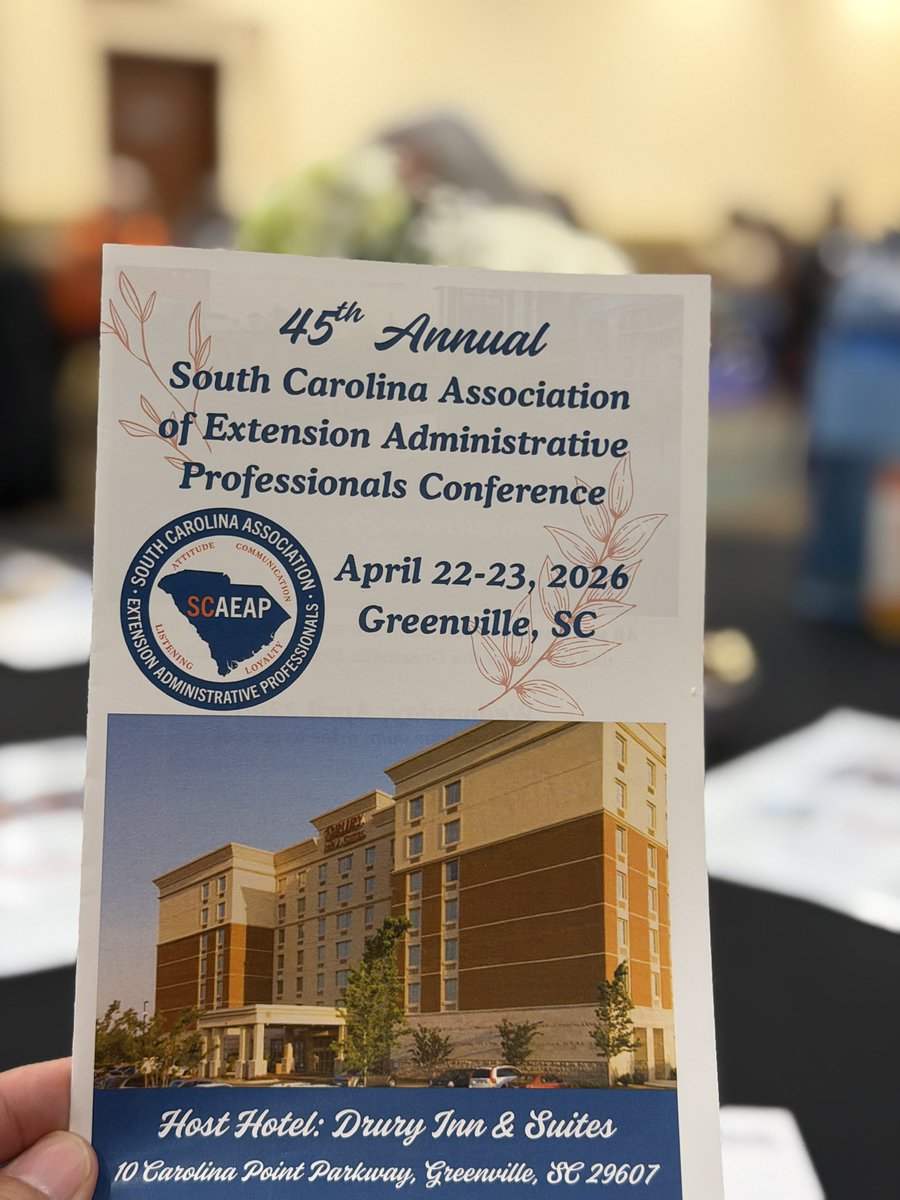 45th Annual
South Carolina Association
of Extension Administrative
Professionals Conference
SOUTH CAROLINA ASSOCIATION
EXTENSION ADMINISTRATIVE PROFESSIONALS
ATTITUDE
COMMUNICATION
SCAEAP
LISTENING
LOYALTY
April 22-23, 2026
Greenville, SC
DRURY
Host Hotel: Drury Inn & Suites
10 Carolina Point Parkway, Greenville, SC 29607